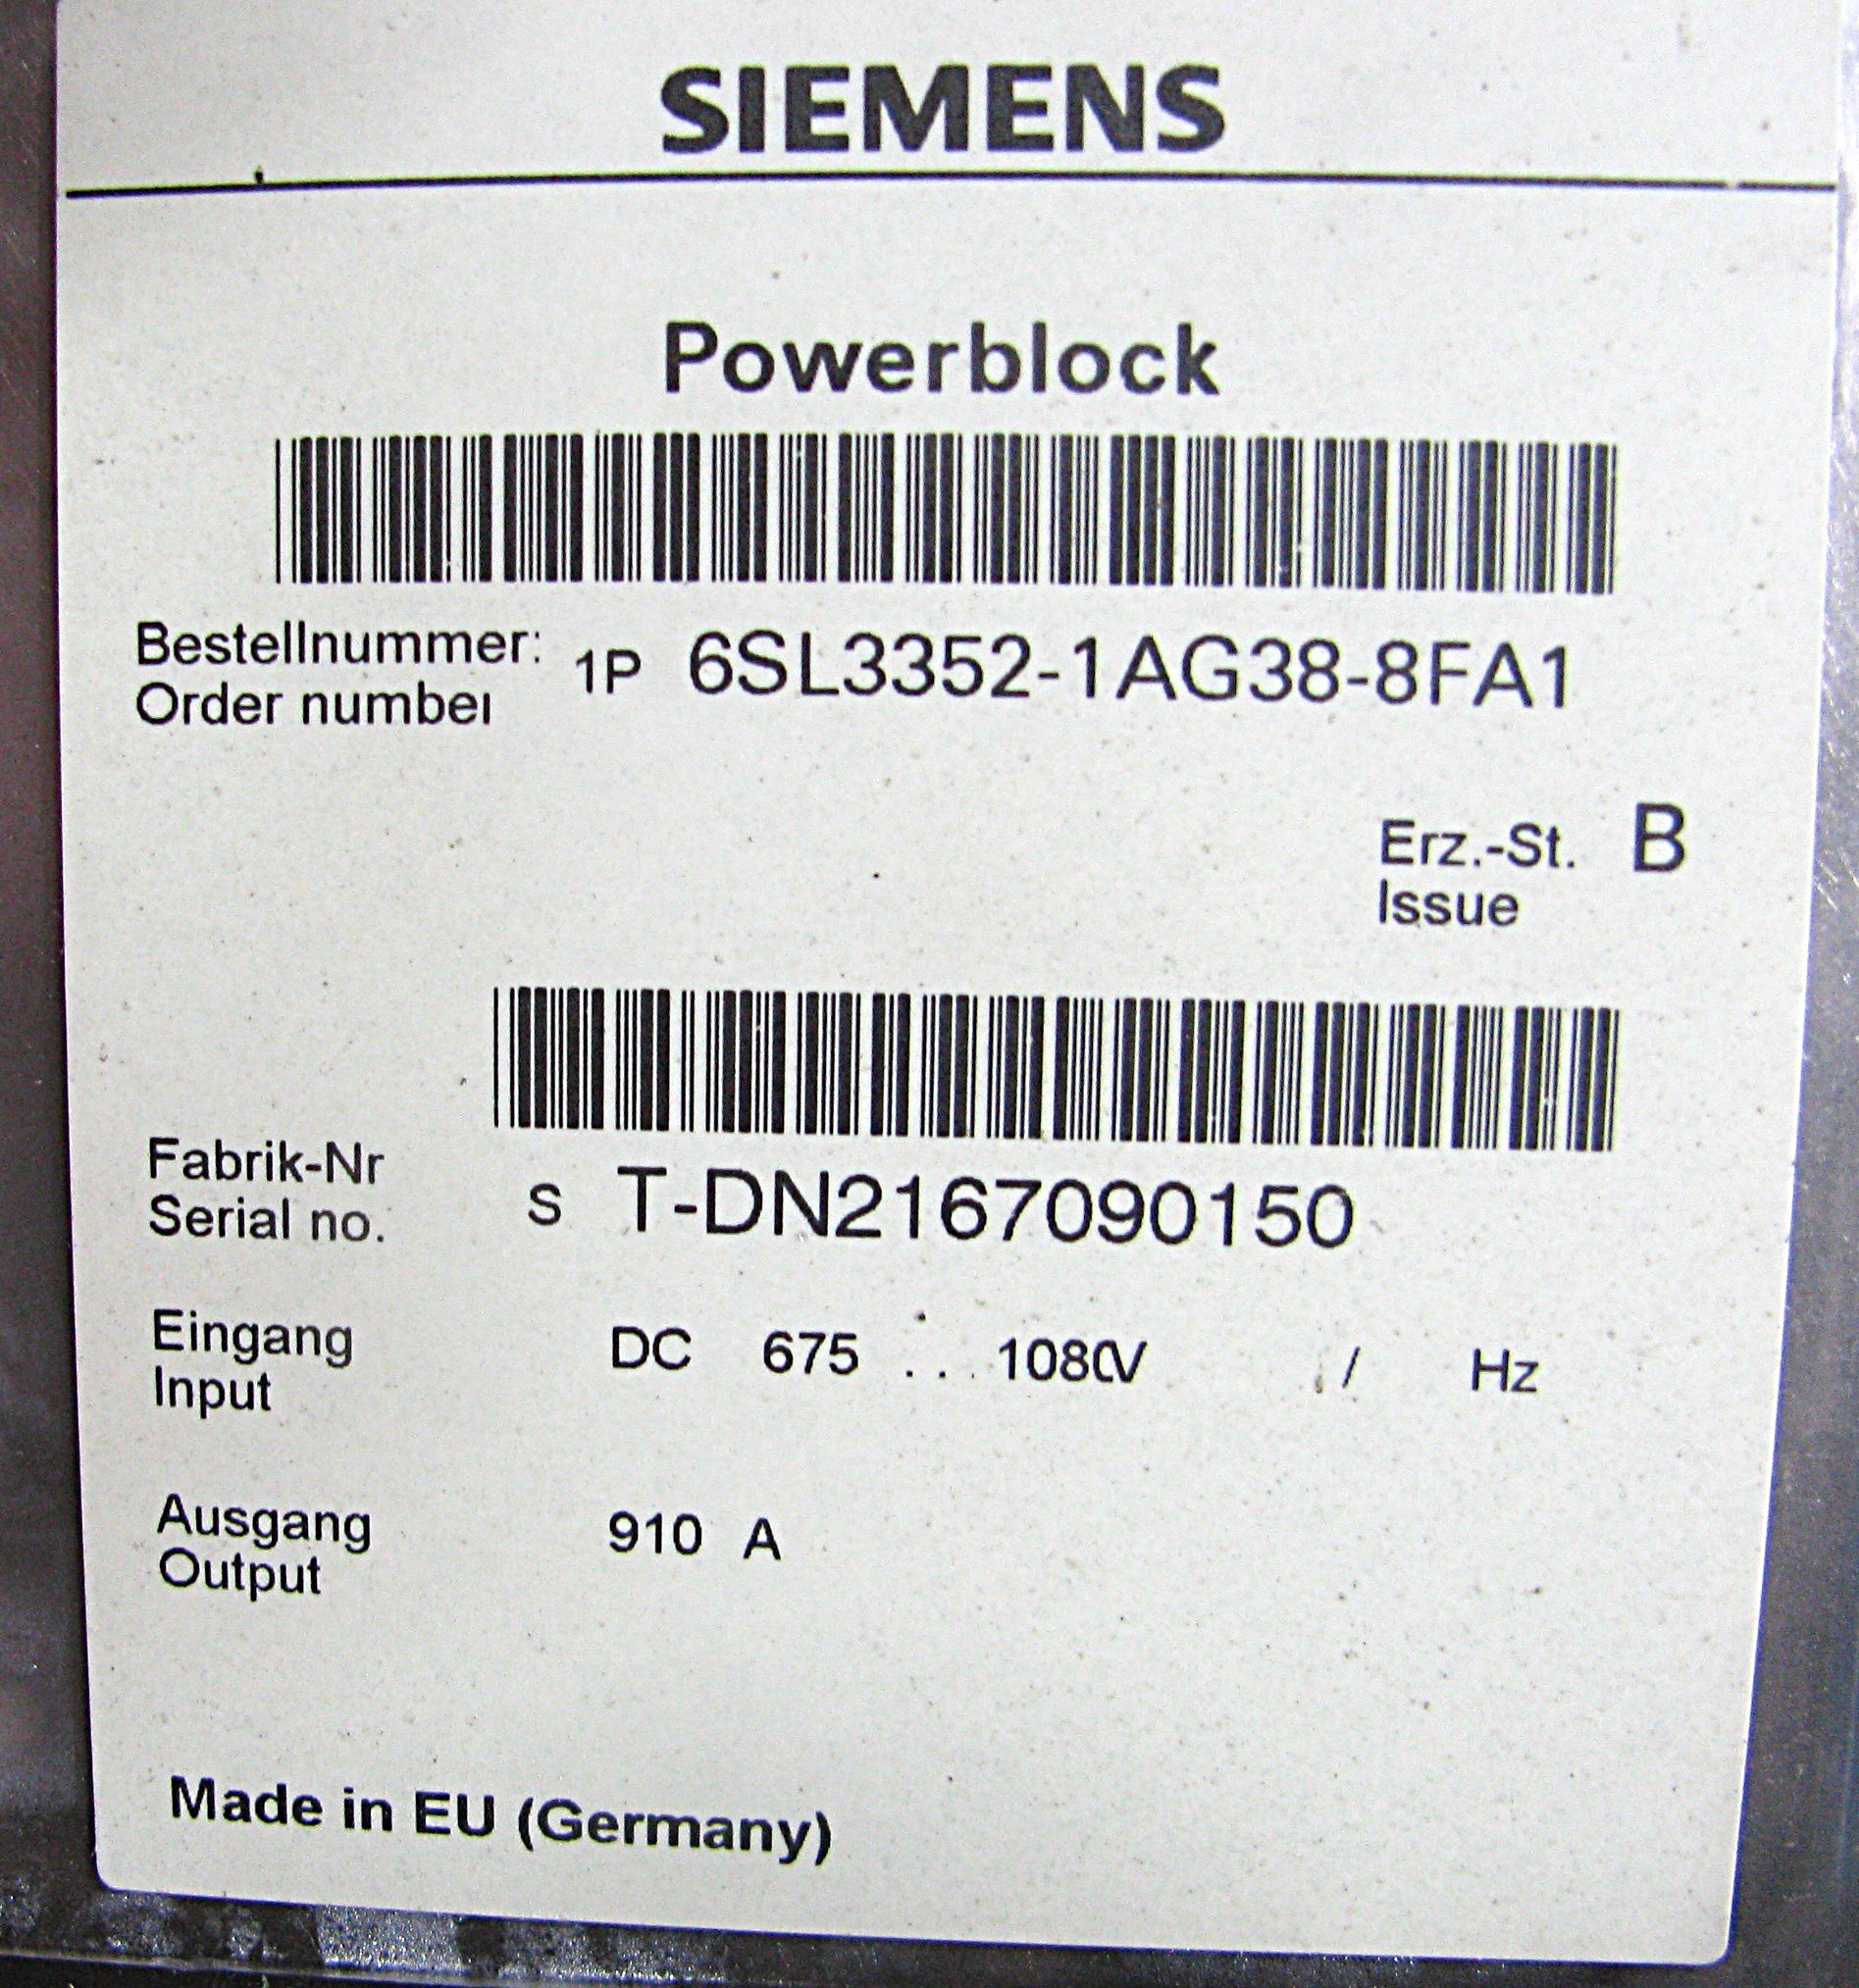 SIEMENS
Powerblock
Bestellnummer: 1P 6SL3352-1AG38-8FA1
Order number
Erz.-St. B
Issue
Fabrik-Nr
Serial no. S T-DN2167090150
Eingang
Input DC 675 ... 1080V / Hz
Ausgang
Output 910 A
Made in EU (Germany)